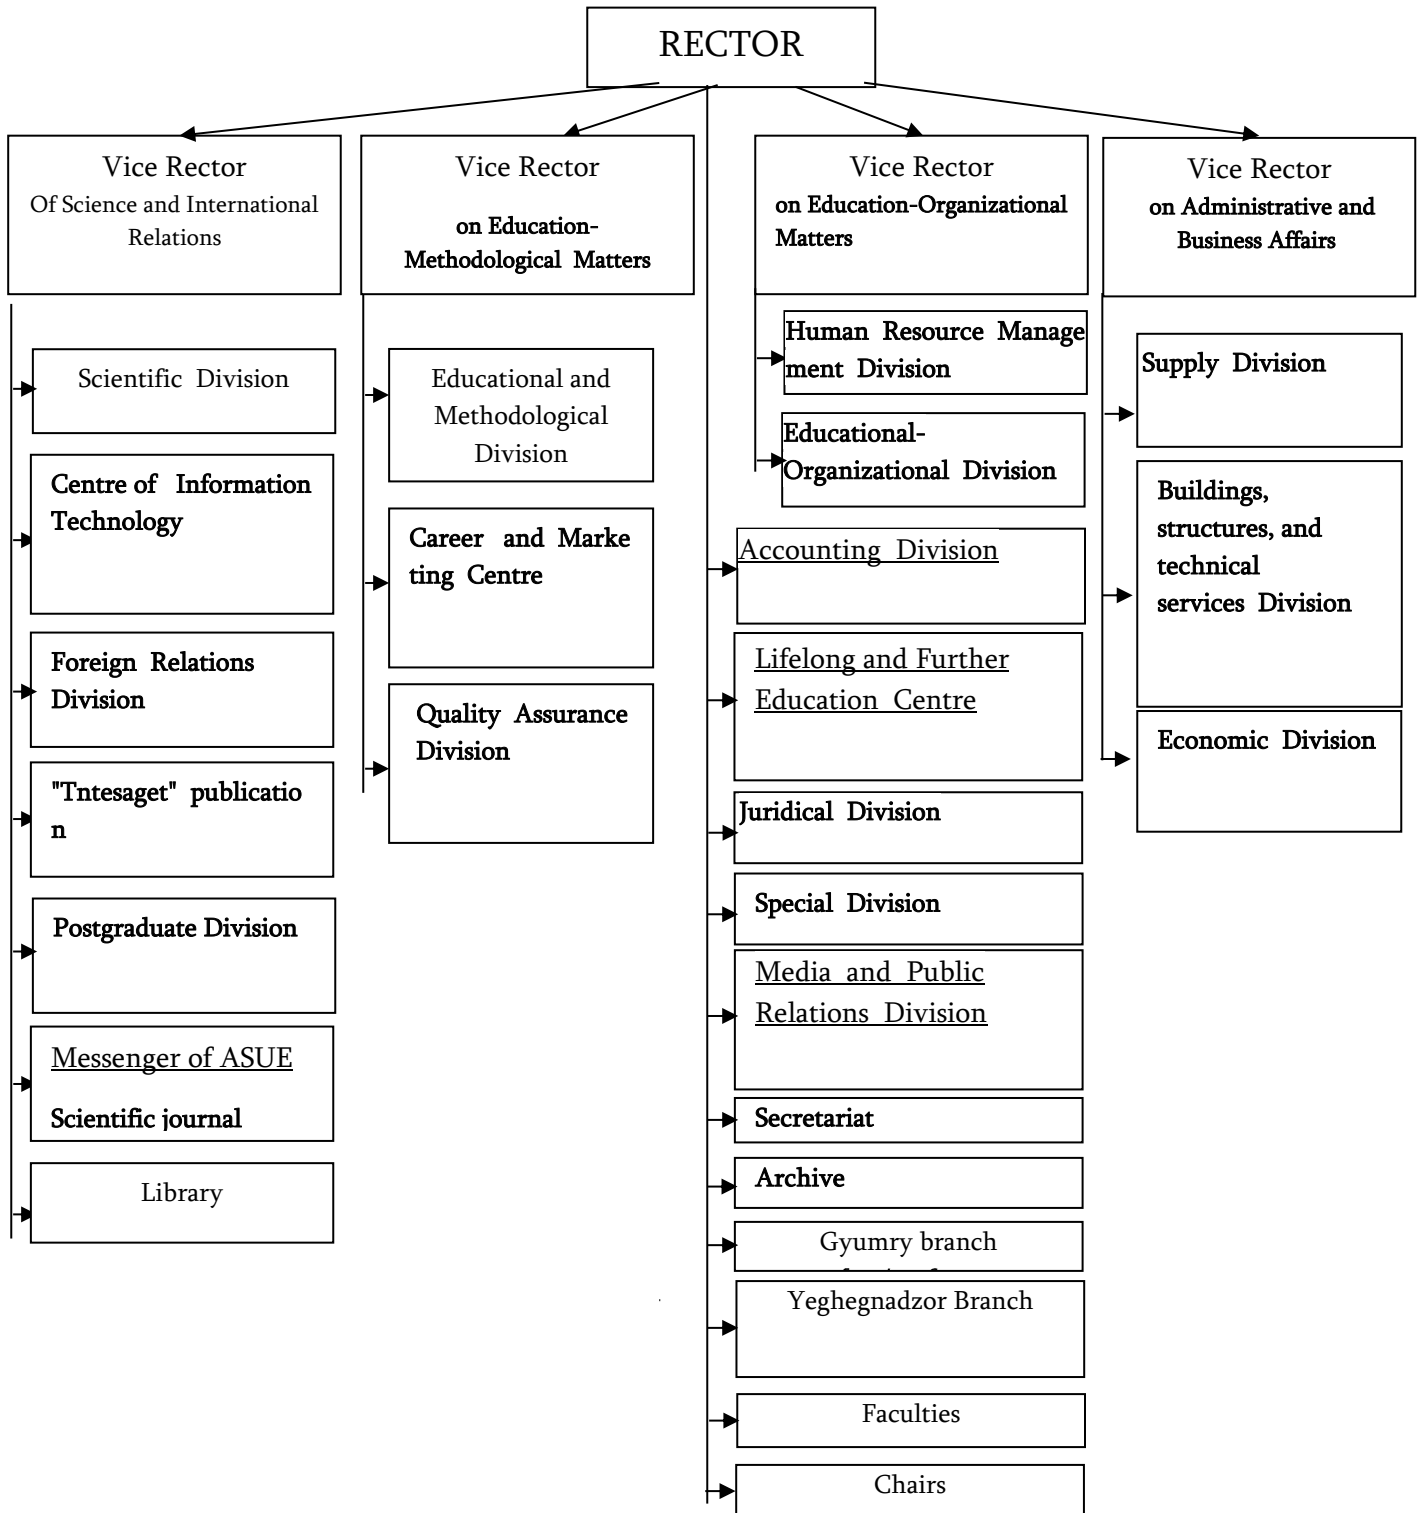 RECTOR
Vice Rector
Of Science and International
Relations
Scientific Division
Centre of Information
Technology
Foreign Relations
Division
"Tntesaget" publicatio
n
Postgraduate Division
Messenger of ASUE
Scientific journal
Library
Vice Rector
on Education-
Methodological Matters
Educational and
Methodological
Division
Career and Marke
ting Centre
Quality Assurance
Division
Vice Rector
on Education-Organizational
Matters
Human Resource Manage
ment Division
Educational-
Organizational Division
Accounting Division
Lifelong and Further
Education Centre
Juridical Division
Special Division
Media and Public
Relations Division
Secretariat
Archive
Gyumry branch
Yeghegnadzor Branch
Faculties
Chairs
Vice Rector
on Administrative and
Business Affairs
Supply Division
Buildings,
structures, and
technical
services Division
Economic Division